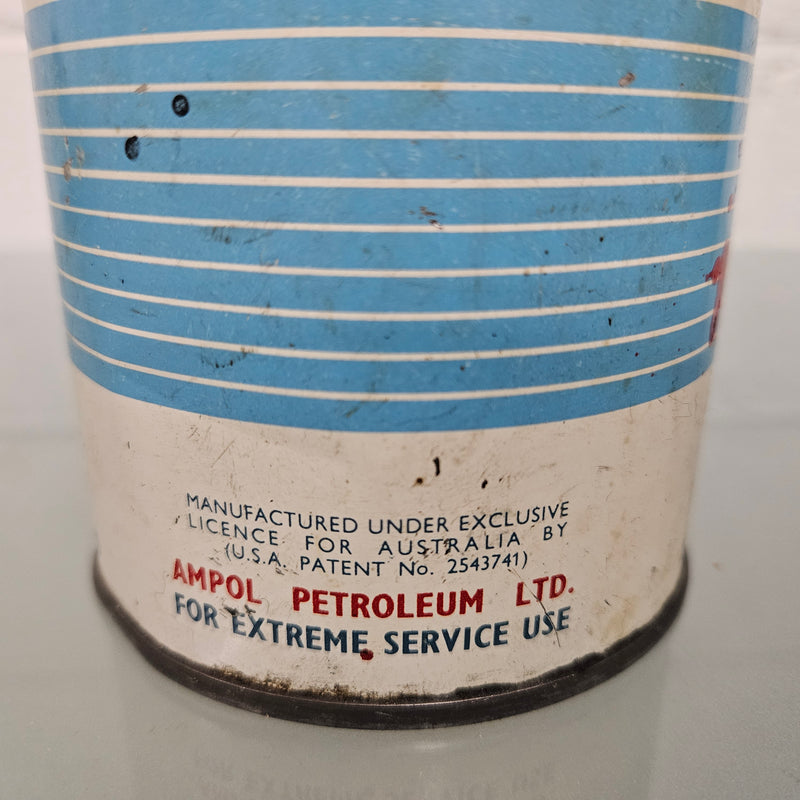 MANUFACTURED UNDER EXCLUSIVE
LICENCE FOR AUSTRALIA BY
(U.S.A. PATENT No. 2543741)
AMPOL PETROLEUM LTD.
FOR EXTREME SERVICE USE